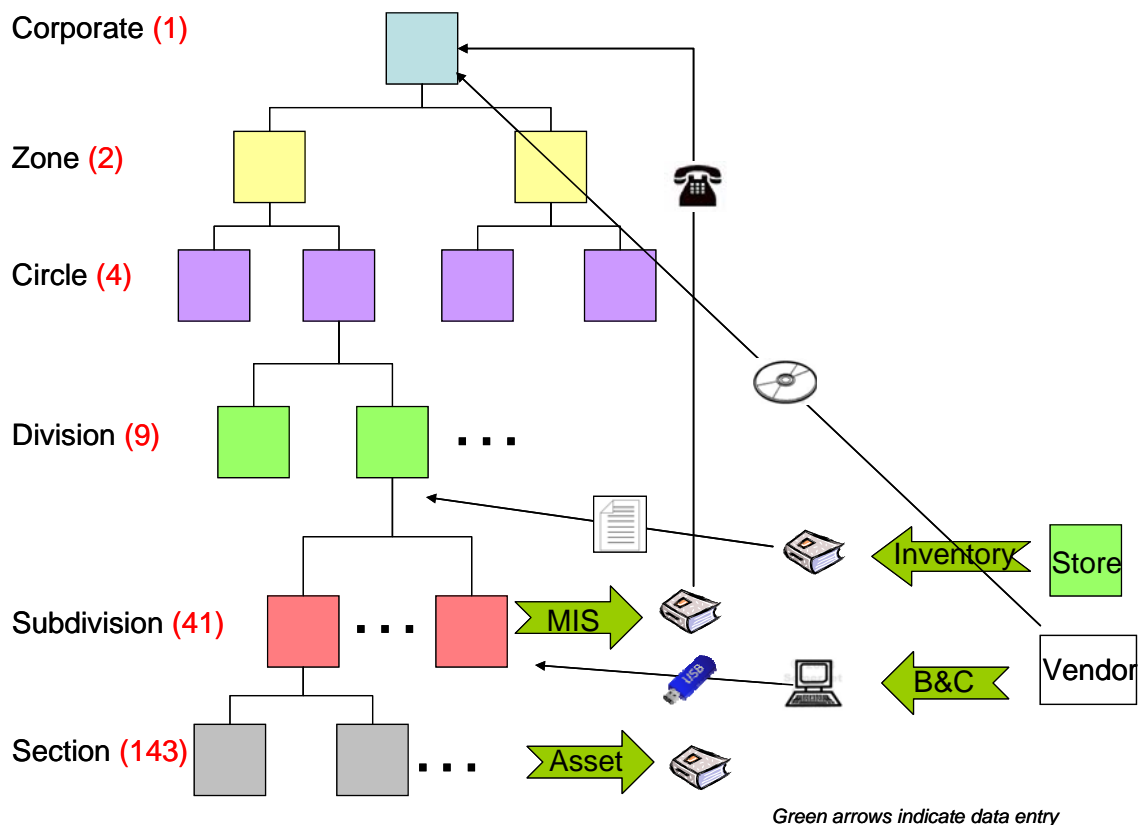 Corporate (1)
Zone (2)
Circle (4)
Division (9)
. . .
Inventory
Store
Subdivision (41)
. . .
MIS
USB
B&C
Vendor
Section (143)
. . .
Asset
Green arrows indicate data entry